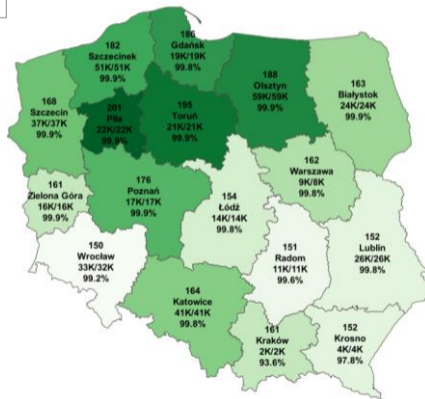 186
Gdańsk
19K/19K
99.8%
182
Szczecinek
51K/51K
99.9%
188
Olsztyn
59K/59K
99.9%
163
Białystok
24K/24K
99.9%
168
Szczecin
37K/37K
99.9%
201
Piła
22K/22K
99.9%
195
Toruń
21K/21K
99.9%
162
Warszawa
9K/8K
99.8%
161
Zielona Góra
16K/16K
99.9%
176
Poznań
17K/17K
99.9%
154
Łódź
14K/14K
99.8%
150
Wrocław
33K/32K
99.2%
151
Radom
11K/11K
99.6%
152
Lublin
26K/26K
99.8%
164
Katowice
41K/41K
99.8%
161
Kraków
2K/2K
93.6%
152
Krosno
4K/4K
97.8%